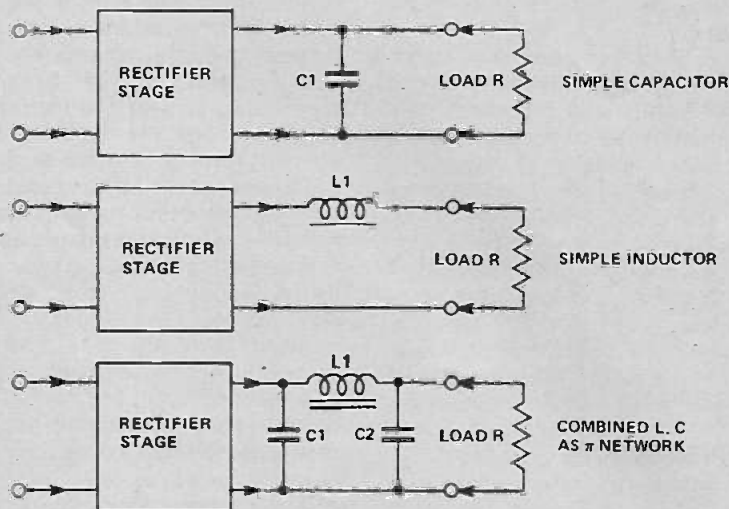 RECTIFIER
STAGE
C1
LOAD R
SIMPLE CAPACITOR
L1
RECTIFIER
STAGE
LOAD R
SIMPLE INDUCTOR
L1
RECTIFIER
STAGE
C1
C2
LOAD R
COMBINED L. C
AS π NETWORK